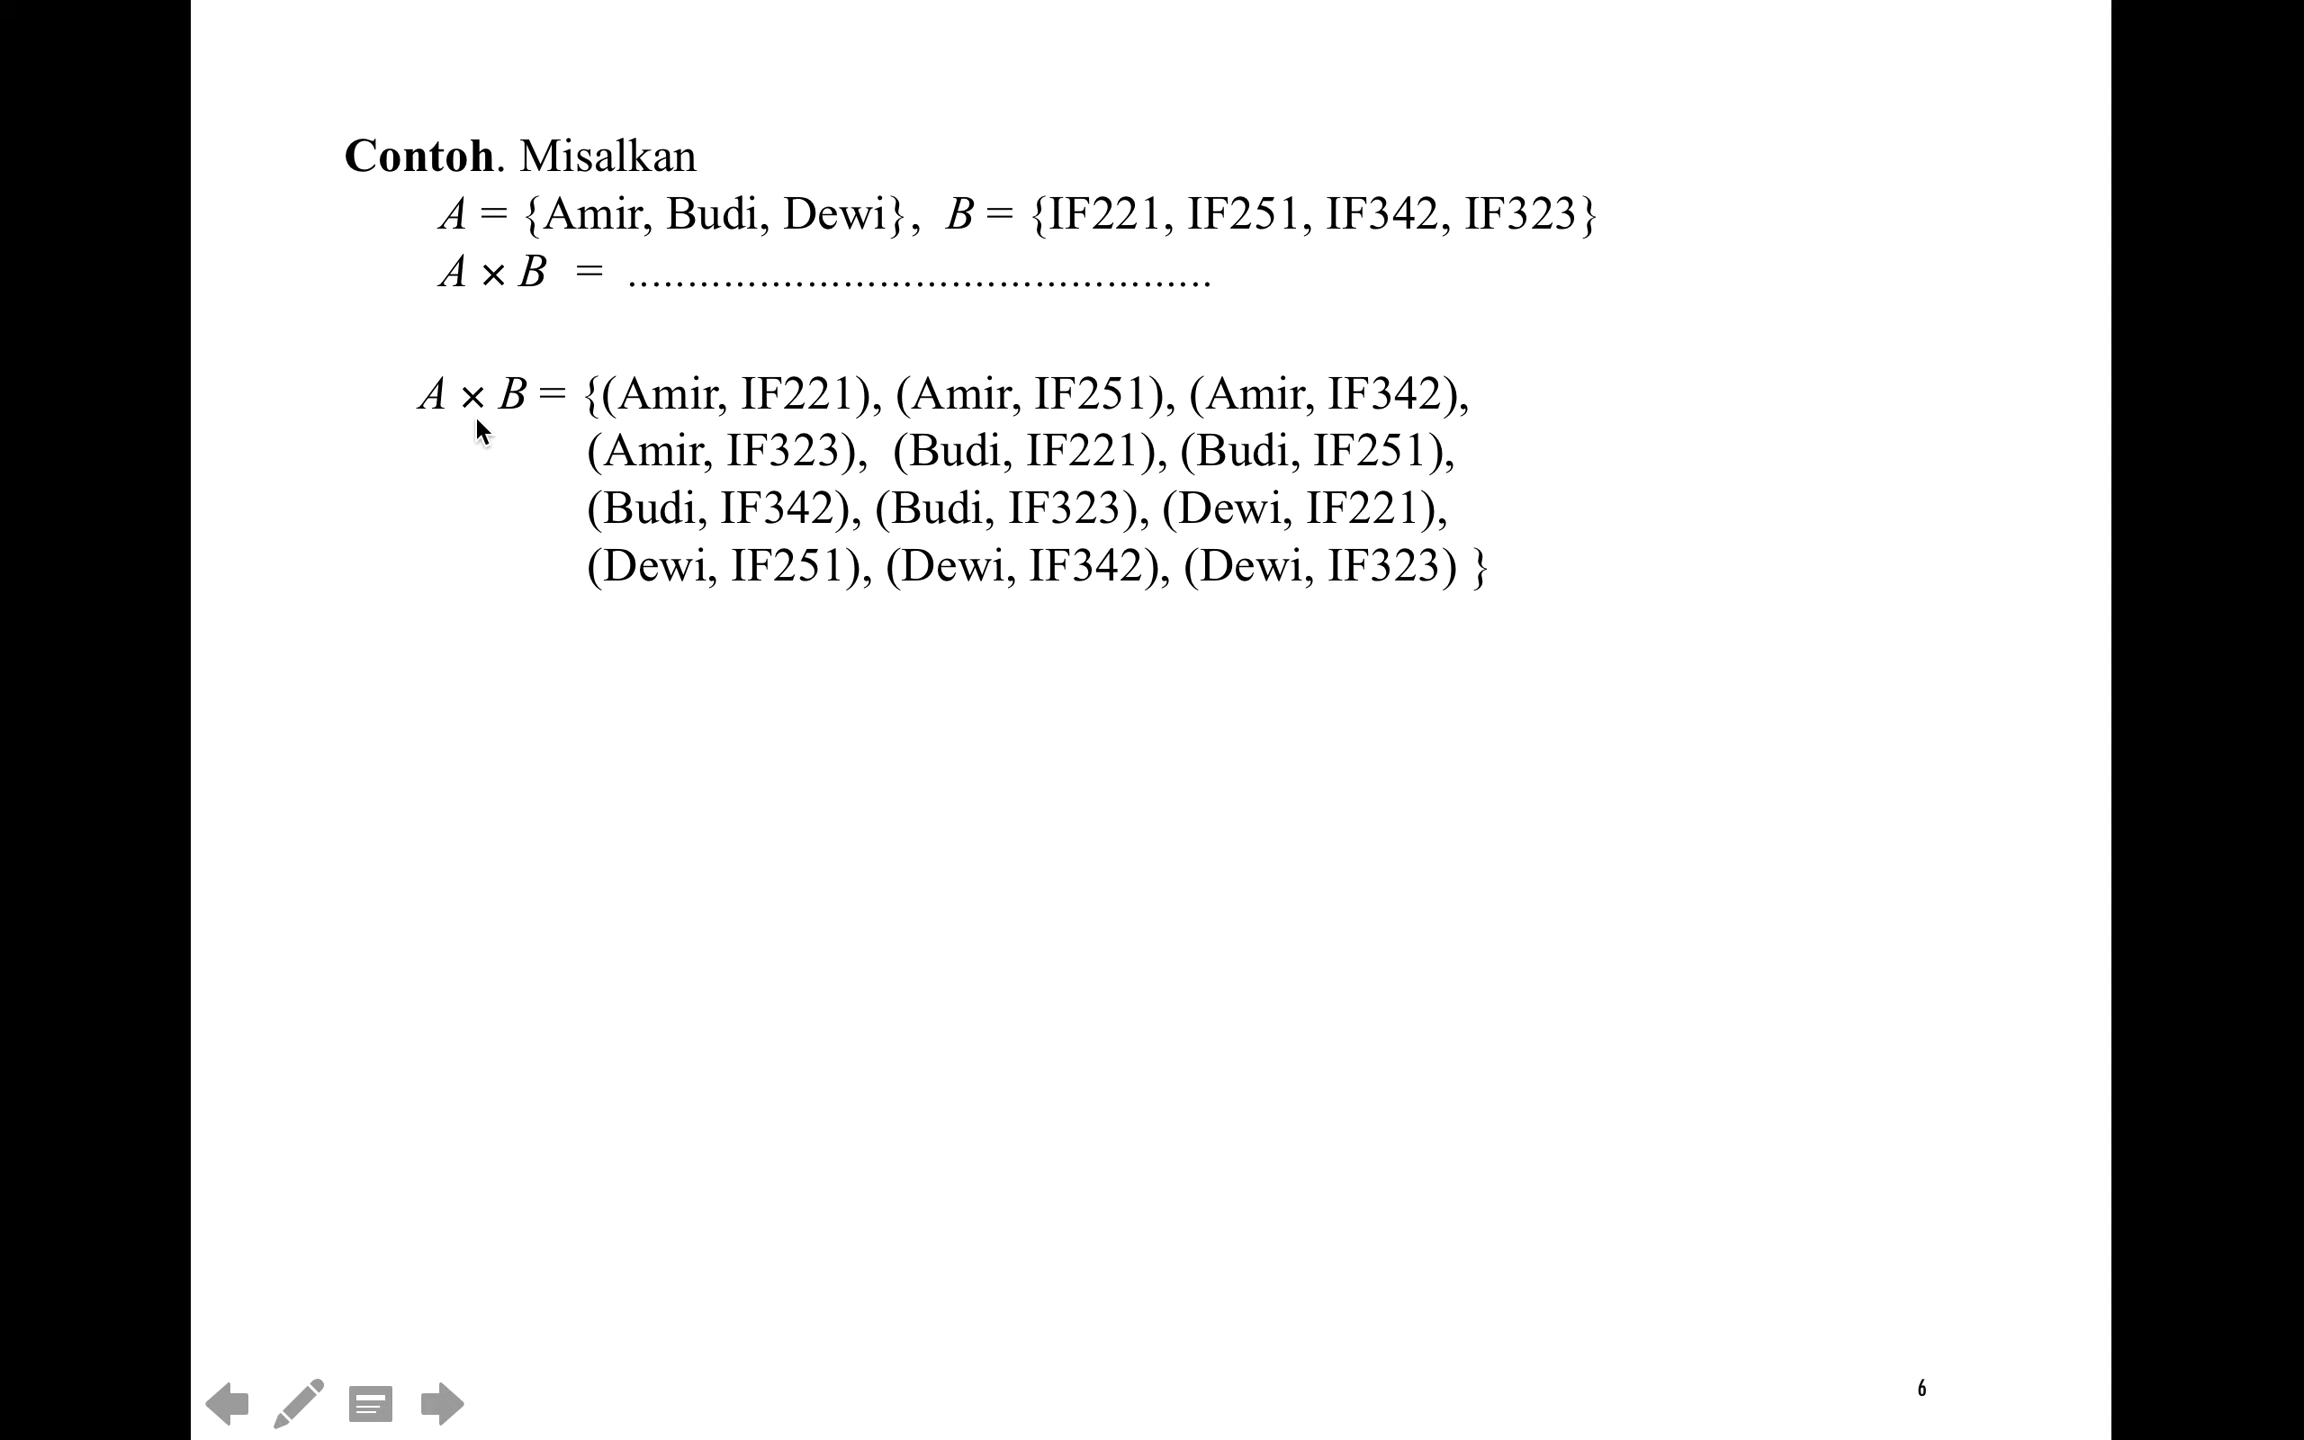 Contoh. Misalkan
A = {Amir, Budi, Dewi}, B = {IF221, IF251, IF342, IF323}
A × B = .................................................
A × B = {(Amir, IF221), (Amir, IF251), (Amir, IF342),
(Amir, IF323), (Budi, IF221), (Budi, IF251),
(Budi, IF342), (Budi, IF323), (Dewi, IF221),
(Dewi, IF251), (Dewi, IF342), (Dewi, IF323) }
6